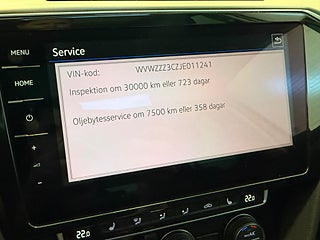 MENU
Service
VIN-kod: WVWZZZ3CZJE011241
HOME
Inspektion om 30000 km eller 723 dagar
Oljebytesservice om 7500 km eller 358 dagar
22.0
22.0